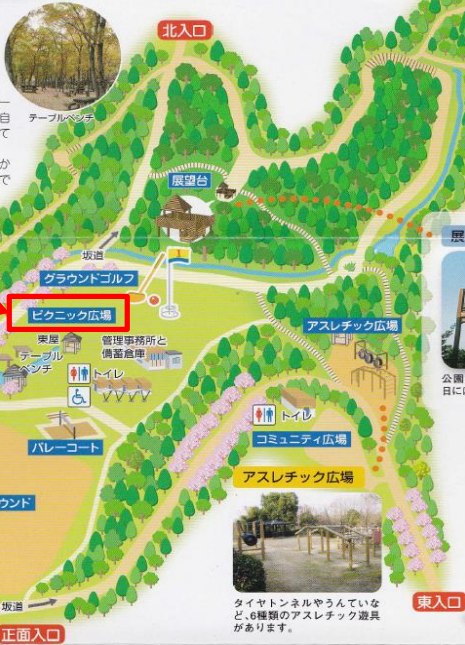 北入口
自
て
か
で
テーブルベンチ
展望台
坂道
展
グラウンドゴルフ
ピクニック広場
東屋
テーブル
ベンチ
管理事務所と
備蓄倉庫
トイレ
アスレチック広場
公園
日に
トイレ
コミュニティ広場
バレーコート
アスレチック広場
ウンド
タイヤトンネルやうんていな
ど、6種類のアスレチック遊具
があります。
坂道
正面入口
東入口